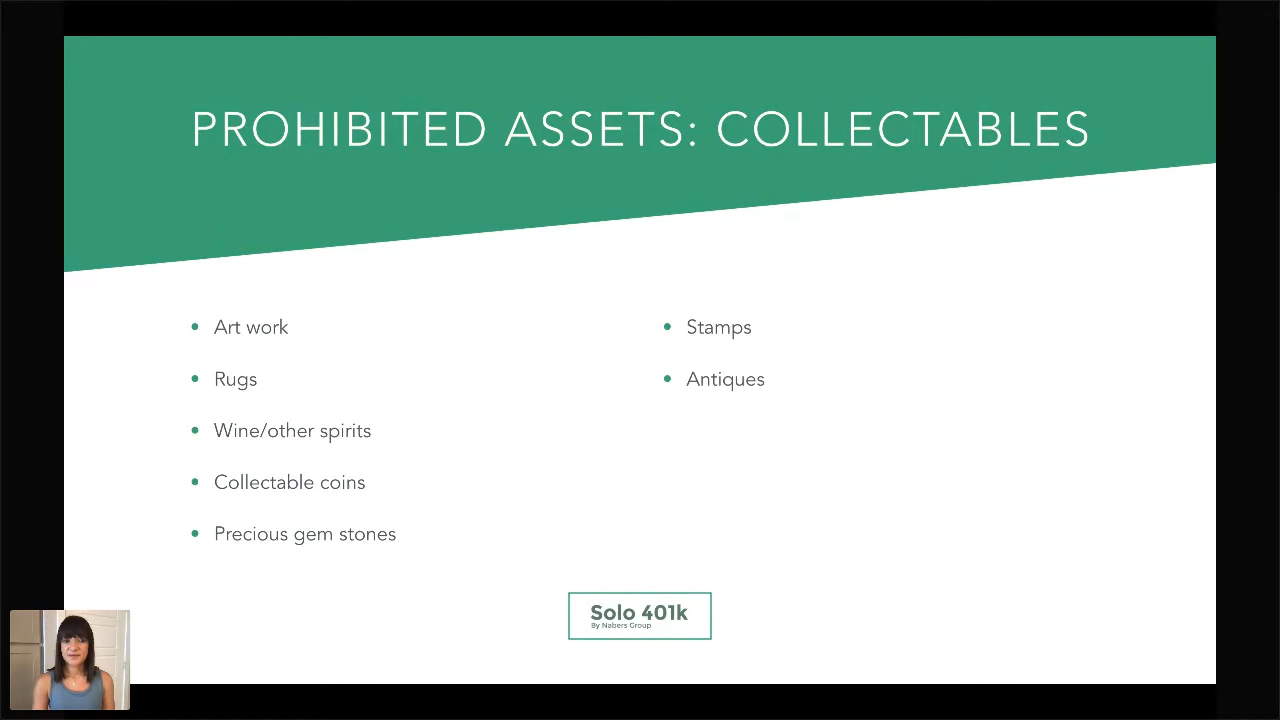 PROHIBITED ASSETS: COLLECTABLES
Art work
Rugs
Wine/other spirits
Collectable coins
Precious gem stones
Stamps
Antiques
Solo 401k
By Nabers Group